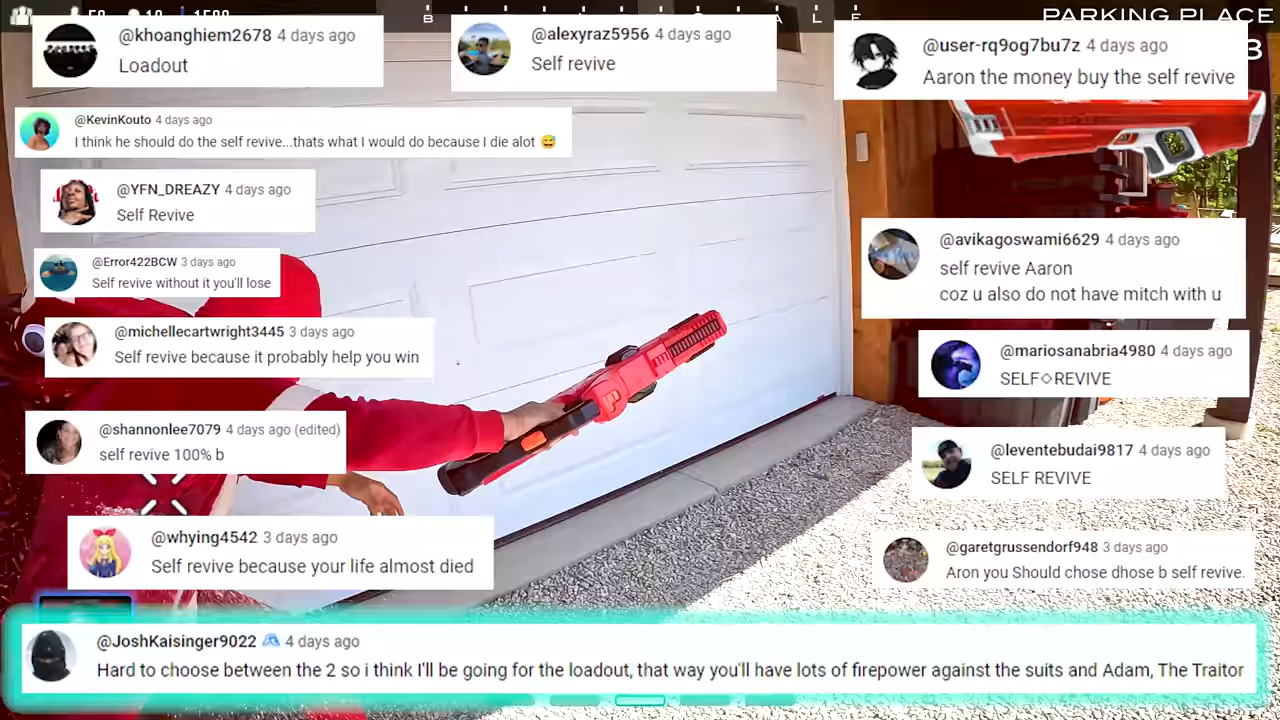 PARKING PLACE
@khoanghiem2678 4 days ago
Loadout
@alexyraz5956 4 days ago
Self revive
@user-rq9og7bu7z 4 days ago
Aaron the money buy the self revive
@KevinKouto 4 days ago
I think he should do the self revive...thats what I would do because I die alot 😅
@YFN_DREAZY 4 days ago
Self Revive
@avikagoswami6629 4 days ago
self revive Aaron
coz u also do not have mitch with u
@Error422BCW 3 days ago
Self revive without it you'll lose
@michellecartwright3445 3 days ago
Self revive because it probably help you win
@mariosanabria4980 4 days ago
SELF◇REVIVE
@shannonlee7079 4 days ago (edited)
self revive 100% b
@leventebudai9817 4 days ago
SELF REVIVE
@whying4542 3 days ago
Self revive because your life almost died
@garetgrussendorf948 3 days ago
Aron you Should chose dhose b self revive.
@JoshKaisinger9022 4 days ago
Hard to choose between the 2 so i think I'll be going for the loadout, that way you'll have lots of firepower against the suits and Adam, The Traitor